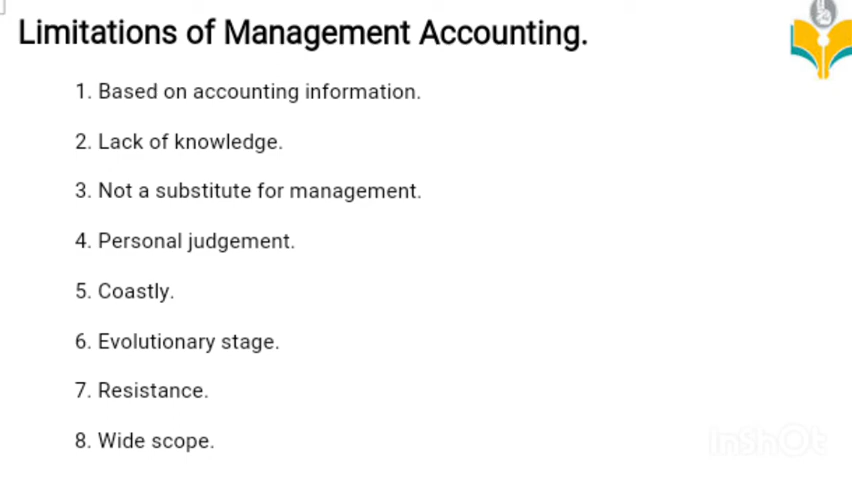 Limitations of Management Accounting.
1. Based on accounting information.
2. Lack of knowledge.
3. Not a substitute for management.
4. Personal judgement.
5. Coastly.
6. Evolutionary stage.
7. Resistance.
8. Wide scope.
InShOt